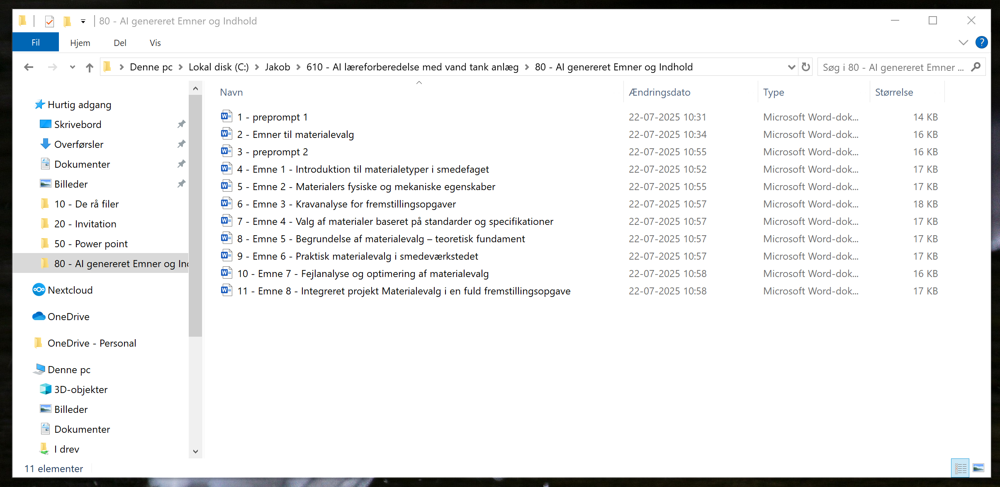 80 - AI genereret Emner og Indhold
Fil Hjem Del Vis
Denne pc Lokal disk (C:) Jakob 610 - AI læreforberedelse med vand tank anlæg 80 - AI genereret Emner og Indhold Søg i 80 - AI genereret Emner ...
Navn Ændringsdato Type Størrelse
Hurtig adgang
Skrivebord
Overførsler
Dokumenter
Billeder
10 - De rå filer
20 - Invitation
50 - Power point
80 - AI genereret Emner og Ind
Nextcloud
OneDrive
OneDrive - Personal
Denne pc
3D-objekter
Billeder
Dokumenter
I drev
1 - preprompt 1 22-07-2025 10:31 Microsoft Word-dok... 14 KB
2 - Emner til materialevalg 22-07-2025 10:34 Microsoft Word-dok... 16 KB
3 - preprompt 2 22-07-2025 10:55 Microsoft Word-dok... 16 KB
4 - Emne 1 - Introduktion til materialetyper i smedefaget 22-07-2025 10:52 Microsoft Word-dok... 17 KB
5 - Emne 2 - Materialers fysiske og mekaniske egenskaber 22-07-2025 10:55 Microsoft Word-dok... 17 KB
6 - Emne 3 - Kravanalyse for fremstillingsopgaver 22-07-2025 10:57 Microsoft Word-dok... 18 KB
7 - Emne 4 - Valg af materialer baseret på standarder og specifikationer 22-07-2025 10:57 Microsoft Word-dok... 17 KB
8 - Emne 5 - Begrundelse af materialevalg – teoretisk fundament 22-07-2025 10:57 Microsoft Word-dok... 17 KB
9 - Emne 6 - Praktisk materialevalg i smedeværkstedet 22-07-2025 10:57 Microsoft Word-dok... 17 KB
10 - Emne 7 - Fejlanalyse og optimering af materialevalg 22-07-2025 10:58 Microsoft Word-dok... 16 KB
11 - Emne 8 - Integreret projekt Materialevalg i en fuld fremstillingsopgave 22-07-2025 10:58 Microsoft Word-dok... 17 KB
11 elementer